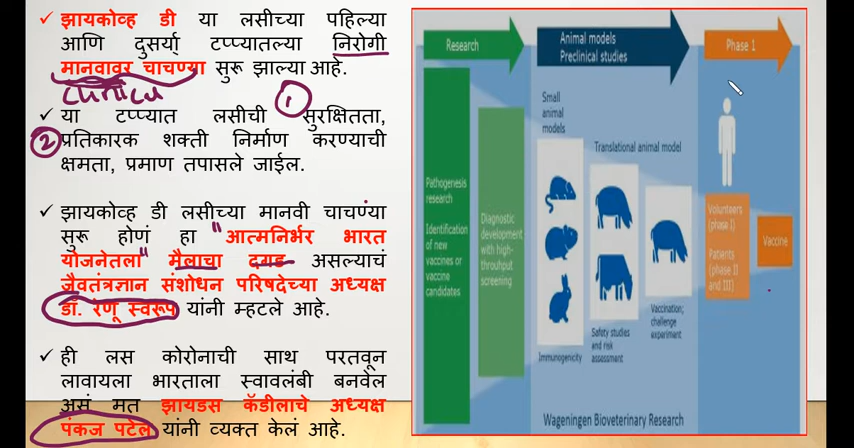 झायकोव्ह डी या लसीच्या पहिल्या
आणि दुसर्या् टप्प्यातल्या निरोगी
मानवावर चाचण्या सुरू झाल्या आहे.
1
या टप्प्यात लसीची सुरक्षितता,
2 प्रतिकारक शक्ती निर्माण करण्याची
क्षमता, प्रमाण तपासले जाईल.
झायकोव्ह डी लसीच्या मानवी चाचण्या
सुरू होणं हा "आत्मनिर्भर भारत
योजनेतला" मैलाचा दगड असल्याचं
जैवतंत्रज्ञान संशोधन परिषदेच्या अध्यक्ष
डॉ. रेणू स्वरूप यांनी म्हटले आहे.
ही लस कोरोनाची साथ परतवून
लावायला भारताला स्वावलंबी बनवेल
असं मत झायडस कॅडीलाचे अध्यक्ष
पंकज पटेल यांनी व्यक्त केलं आहे.
Research
Animal models
Preclinical studies
Phase 1
Small
animal
models
Translational animal model
Pathogenesis
research
Identification
of new
vaccines or
vaccine
candidates
Diagnostic
development
with high-
throughput
screening
Immunogenicity
Safety studies
and risk
assessment
Vaccination; challenge
experiment
Volunteers
(phase I)
Patients
(phase II
and III)
Vaccine
Wageningen Bioveterinary Research